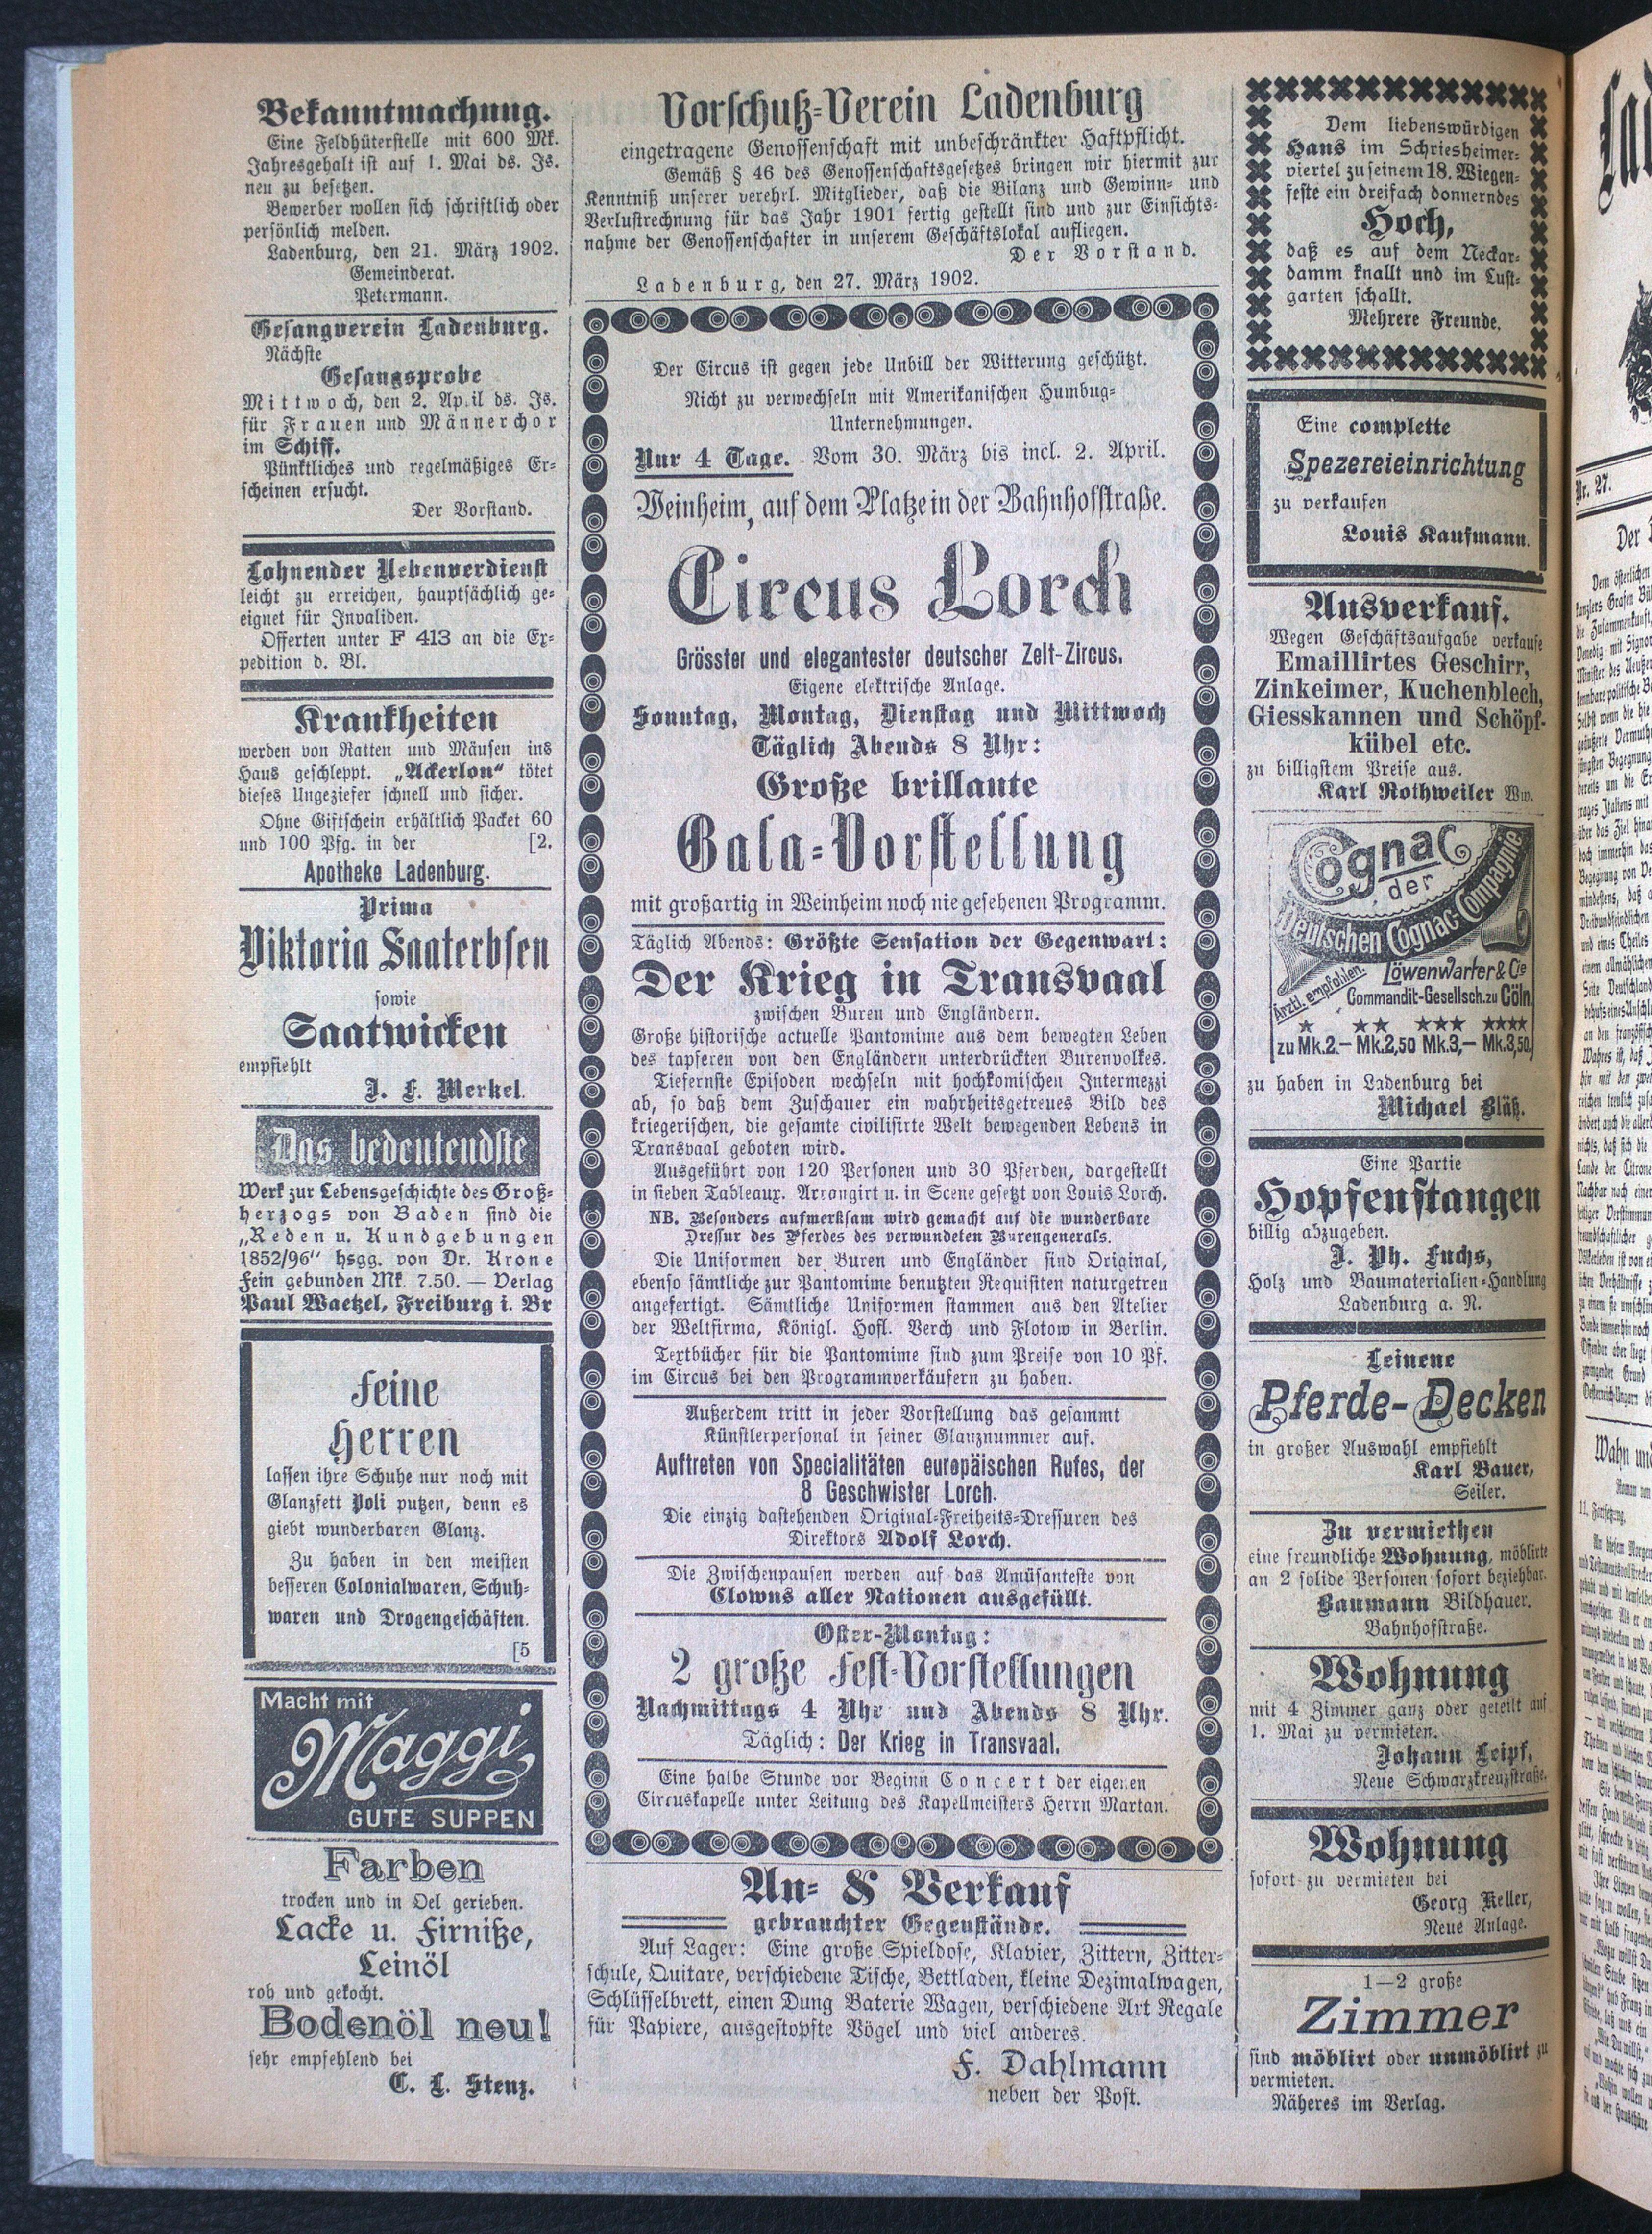 Bekanntmachung.
Eine Feldhüterstelle mit 600 Mk.
Jahresgehalt ist auf 1. Mai ds. Js.
neu zu besetzen.
Bewerber wollen sich schriftlich oder
persönlich melden.
Ladenburg, den 21. März 1902.
Gemeinderat.
Petermann.
Gesangverein Ladenburg.
Nächste
Gesangsprobe
Mittwoch, den 2. April ds. Js.
für Frauen und Männerchor
im Schiff.
Pünktliches und regelmäßiges Er-
scheinen ersucht.
Der Vorstand.
Lohnender Nebenverdienst
leicht zu erreichen, hauptsächlich ge-
eignet für Invaliden.
Offerten unter F 413 an die Ex-
pedition d. Bl.
Krankheiten
werden von Ratten und Mäusen ins
Haus geschleppt. „Ackerlon“ tötet
dieses Ungeziefer schnell und sicher.
Ohne Giftschein erhältlich Packet 60
und 100 Pfg. in der [2.
Apotheke Ladenburg.
Prima
Viktoria Saaterbsen
sowie
Saatwicken
empfiehlt
J. F. Merkel.
Das bedeutendste
Werk zur Lebensgeschichte des Groß-
herzogs von Baden sind die
„Reden u. Kundgebungen
1852/96“ hsgg. von Dr. Krone
Fein gebunden Mk. 7.50. — Verlag
Paul Waetzel, Freiburg i. Br
Feine
Herren
lassen ihre Schuhe nur noch mit
Glanzfett Poli putzen, denn es
giebt wunderbaren Glanz.
Zu haben in den meisten
besseren Colonialwaren, Schuh-
waren und Drogengeschäften.
[5
Macht mit
Maggi
GUTE SUPPEN
Farben
trocken und in Oel gerieben.
Lacke u. Firniße,
Leinöl
roh und gekocht.
Bodenöl neu!
sehr empfehlend bei
C. L. Stenz.
Vorschuß-Verein Ladenburg
eingetragene Genossenschaft mit unbeschränkter Haftpflicht.
Gemäß § 46 des Genossenschaftsgesetzes bringen wir hiermit zur
Kenntniß unserer verehrl. Mitglieder, daß die Bilanz und Gewinn- und
Verlustrechnung für das Jahr 1901 fertig gestellt sind und zur Einsichts-
nahme der Genossenschafter in unserem Geschäftslokal aufliegen.
Der Vorstand.
Ladenburg, den 27. März 1902.
Der Circus ist gegen jede Unbill der Witterung geschützt.
Nicht zu verwechseln mit Amerikanischen Humbug-
Unternehmungen.
Nur 4 Tage. Vom 30. März bis incl. 2. April.
Weinheim, auf dem Platze in der Bahnhofstraße.
Circus Lorch
Grösster und elegantester deutscher Zelt-Zircus.
Eigene elektrische Anlage.
Sonntag, Montag, Dienstag und Mittwoch
Täglich Abends 8 Uhr:
Große brillante
Gala-Vorstellung
mit großartig in Weinheim noch nie gesehenen Programm.
Täglich Abends: Größte Sensation der Gegenwart:
Der Krieg in Transvaal
zwischen Buren und Engländern.
Große historische actuelle Pantomime aus dem bewegten Leben
des tapferen von den Engländern unterdrückten Burenvolkes.
Tiefernste Episoden wechseln mit hochkomischen Intermezzi
ab, so daß dem Zuschauer ein wahrheitsgetreues Bild des
kriegerischen, die gesamte civilisirte Welt bewegenden Lebens in
Transvaal geboten wird.
Ausgeführt von 120 Personen und 30 Pferden, dargestellt
in sieben Tableaux. Arrangirt u. in Scene gesetzt von Louis Lorch.
NB. Besonders aufmerksam wird gemacht auf die wunderbare
Dressur des Pferdes des verwundeten Burengenerals.
Die Uniformen der Buren und Engländer sind Original,
ebenso sämtliche zur Pantomime benutzten Requisiten naturgetreu
angefertigt. Sämtliche Uniformen stammen aus den Atelier
der Weltfirma, Königl. Hofl. Verch und Flotow in Berlin.
Textbücher für die Pantomime sind zum Preise von 10 Pf.
im Circus bei den Programmverkäufern zu haben.
Außerdem tritt in jeder Vorstellung das gesammt
Künstlerpersonal in seiner Glanznummer auf.
Auftreten von Specialitäten europäischen Rufes, der
8 Geschwister Lorch.
Die einzig dastehenden Original-Freiheits-Dressuren des
Direktors Adolf Lorch.
Die Zwischenpausen werden auf das Amüsanteste von
Clowns aller Nationen ausgefüllt.
Oster-Montag:
2 große Fest-Vorstellungen
Nachmittags 4 Uhr und Abends 8 Uhr.
Täglich: Der Krieg in Transvaal.
Eine halbe Stunde vor Beginn Concert der eigenen
Circuskapelle unter Leitung des Kapellmeisters Herrn Martan.
An- & Verkauf
gebrauchter Gegenstände.
Auf Lager: Eine große Spieldose, Klavier, Zittern, Zitter-
schule, Quitare, verschiedene Tische, Bettladen, kleine Dezimalwagen,
Schlüsselbrett, einen Dung Baterie Wagen, verschiedene Art Regale
für Papiere, ausgestopfte Vögel und viel anderes.
F. Dahlmann
neben der Post.
Dem liebenswürdigen
Hans im Schriesheimer-
viertel zu seinem 18. Wiegen-
feste ein dreifach donnerndes
Hoch,
daß es auf dem Neckar-
damm knallt und im Lust-
garten schallt.
Mehrere Freunde.
Eine complette
Spezereieinrichtung
zu verkaufen
Louis Kaufmann.
Ausverkauf.
Wegen Geschäftsaufgabe verkaufe
Emaillirtes Geschirr,
Zinkeimer, Kuchenblech,
Giesskannen und Schöpf-
kübel etc.
zu billigstem Preise aus.
Karl Rothweiler Ww.
Cognac
der
Deutschen Cognac-Compagnie
Ärztl. empfohlen.
Löwenwarter & Cie
Commandit-Gesellsch. zu Cöln.
★ ★★ ★★★ ★★★★
zu Mk. 2.— Mk. 2,50 Mk. 3,— Mk. 3,50.
zu haben in Ladenburg bei
Michael Bläß.
Eine Partie
Hopfenstangen
billig abzugeben.
J. Ph. Fuchs,
Holz und Baumaterialien-Handlung
Ladenburg a. N.
Leinene
Pferde-Decken
in großer Auswahl empfiehlt
Karl Bauer,
Seiler.
Zu vermiethen
eine freundliche Wohnung, möblirte
an 2 solide Personen sofort beziehbar.
Baumann Bildhauer.
Bahnhofstraße.
Wohnung
mit 4 Zimmer ganz oder geteilt auf
1. Mai zu vermieten.
Johann Leipf,
Neue Schwarzkreuzstraße.
Wohnung
sofort zu vermieten bei
Georg Keller,
Neue Anlage.
1—2 große
Zimmer
sind möblirt oder unmöblirt zu
vermieten.
Näheres im Verlag.
Nr. 27.